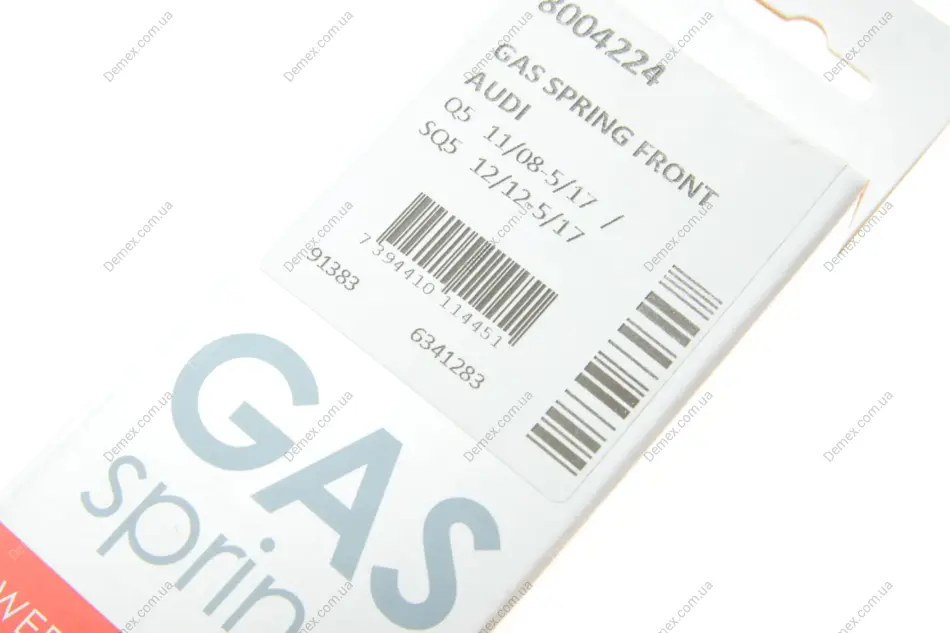 8004224
GAS SPRING FRONT
AUDI
Q5 11/08-5/17 /
SQ5 12/12-5/17
7 394410 114451
91383
6341283
GAS
sprin
Demex.com.ua